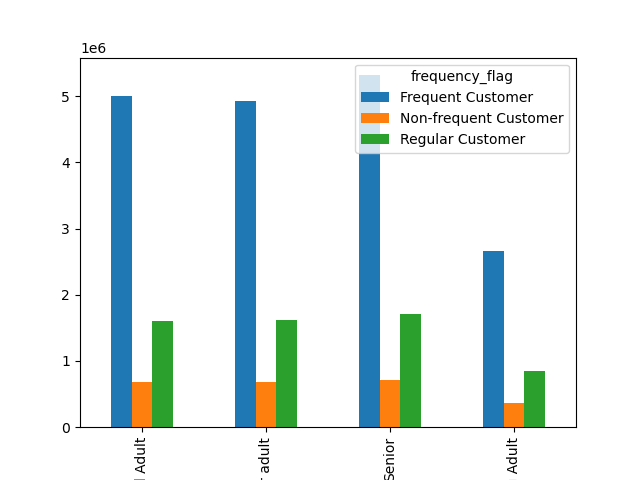 1e6
frequency_flag
Frequent Customer
Non-frequent Customer
Regular Customer
5
4
3
2
1
0
Adult
adult
Senior
Adult